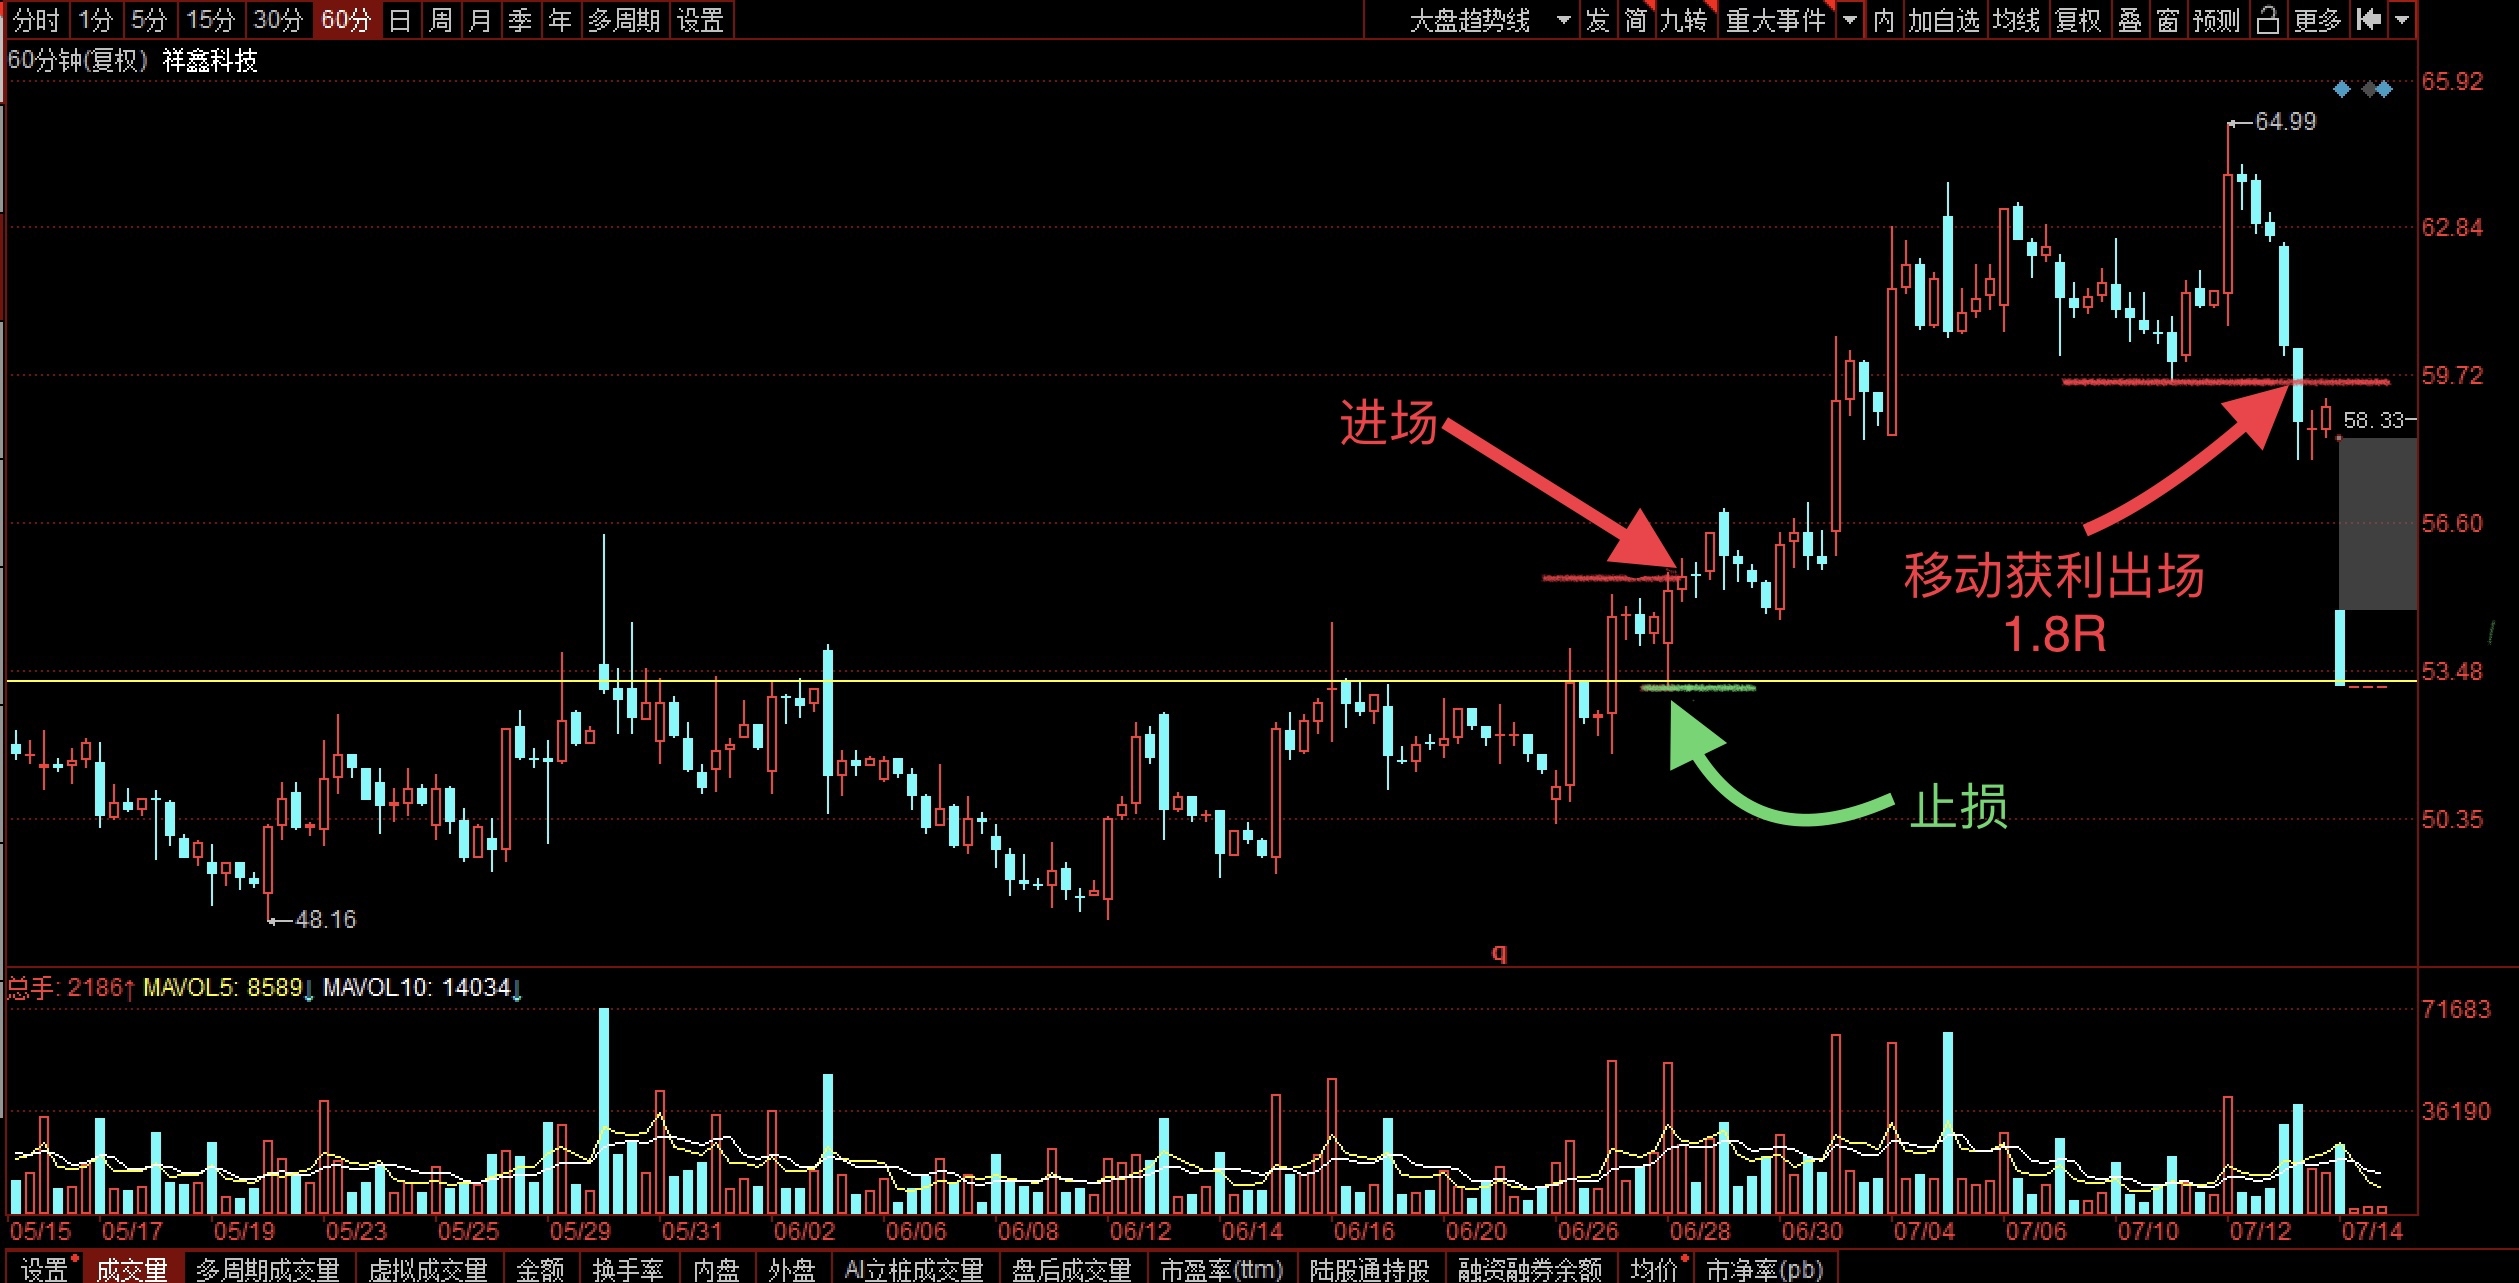 分时 1分 5分 15分 30分 60分 日 周 月 季 年 多周期 设置 大盘趋势线 发 简 九转 重大事件 内 加自选 均线 复权 叠 窗 预测 更多
60分钟(复权) 祥鑫科技
65.92
64.99
62.84
59.72
58.33
进场
56.60
移动获利出场
1.8R
53.48
止损
50.35
48.16
q
总手: 2186↑ MAVOL5: 8589↓ MAVOL10: 14034↓
71683
36190
05/15 05/17 05/19 05/23 05/25 05/29 05/31 06/02 06/06 06/08 06/12 06/14 06/16 06/20 06/26 06/28 06/30 07/04 07/06 07/10 07/12 07/14
设置 成交量 多周期成交量 虚拟成交量 金额 换手率 内盘 外盘 AI立桩成交量 盘后成交量 市盈率(ttm) 陆股通持股 融资融券余额 均价 市净率(pb)